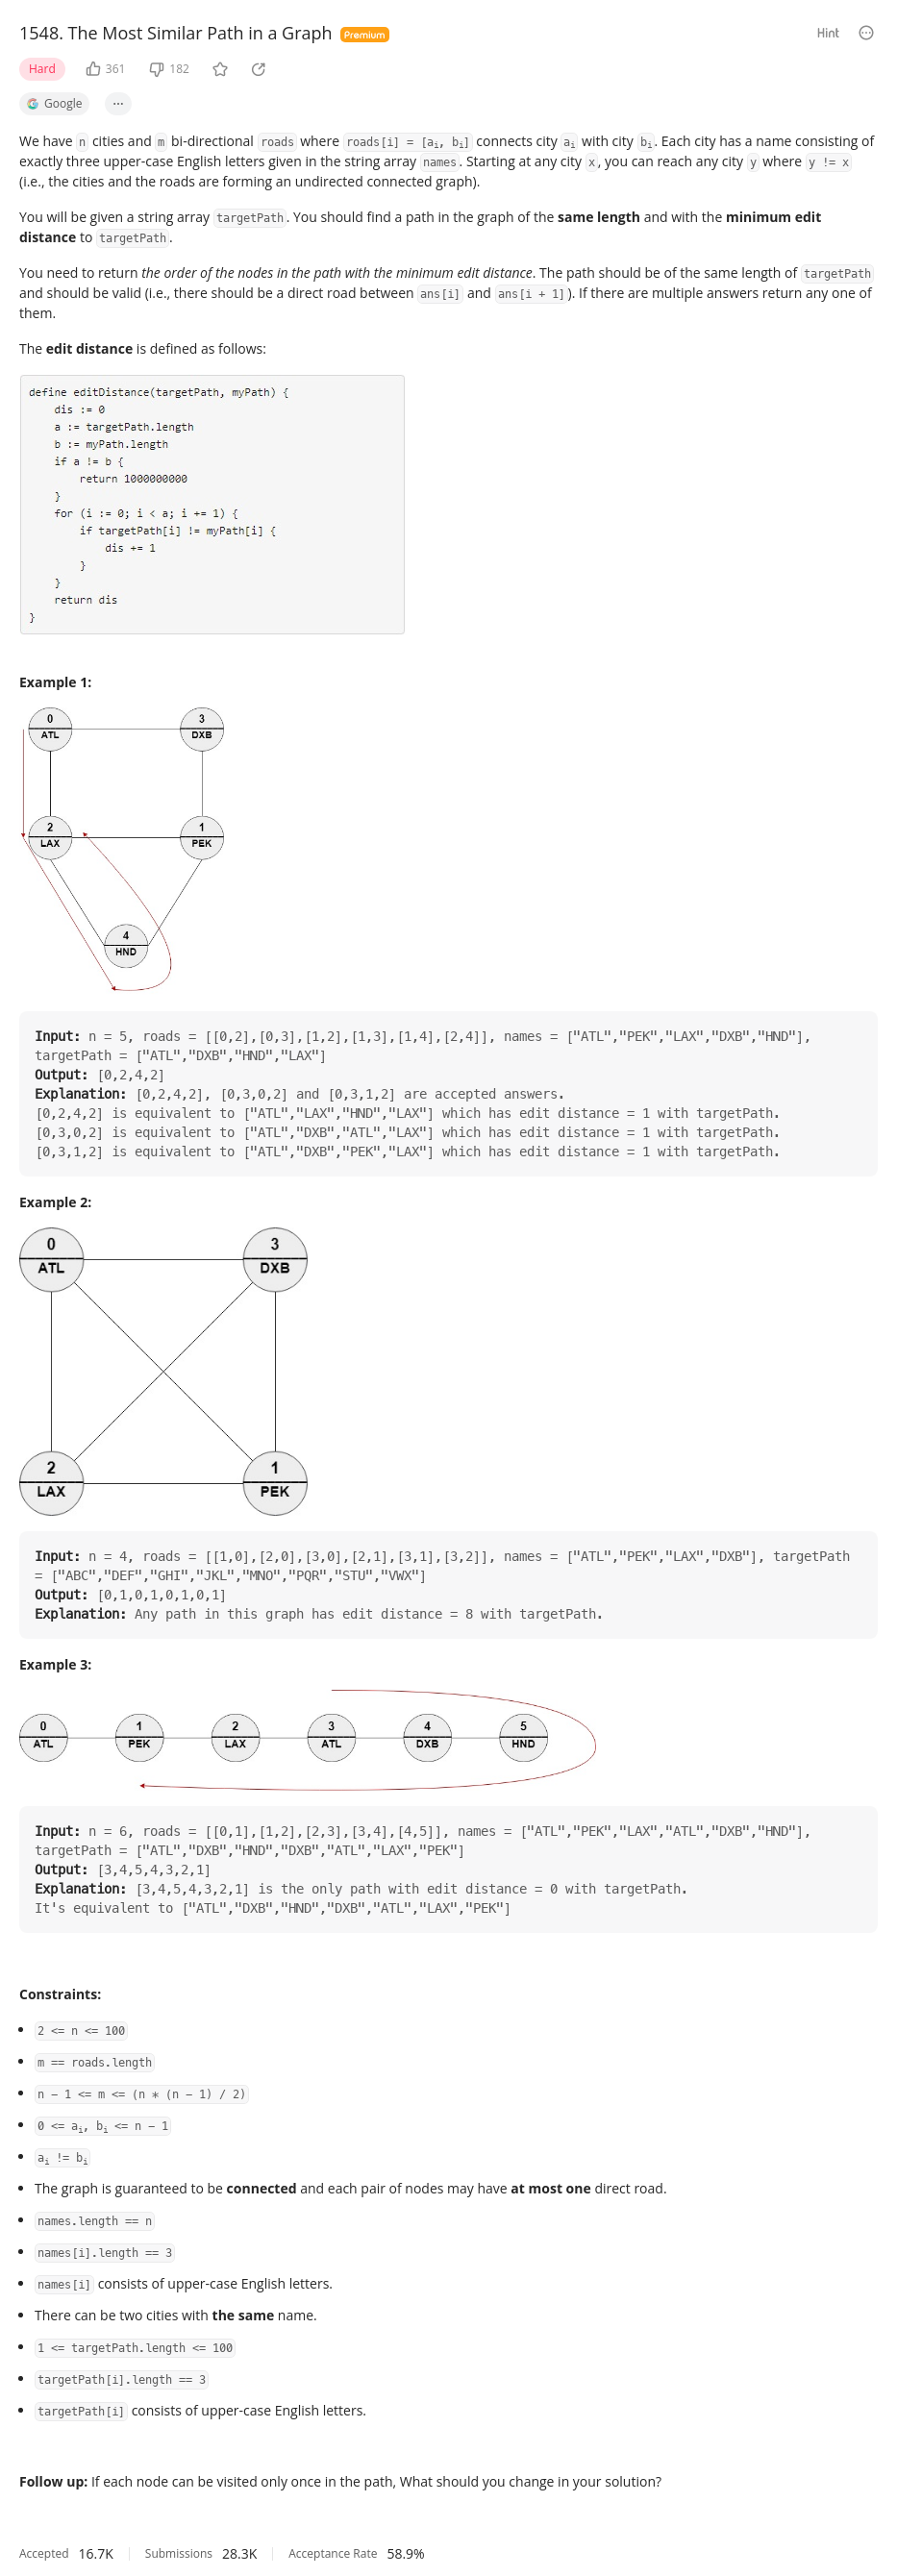 1548. The Most Similar Path in a Graph Premium Hint
Hard 361 182
Google ...
We have n cities and m bi-directional roads where roads[i] = [ai, bi] connects city ai with city bi. Each city has a name consisting of
exactly three upper-case English letters given in the string array names. Starting at any city x, you can reach any city y where y != x
(i.e., the cities and the roads are forming an undirected connected graph).
You will be given a string array targetPath. You should find a path in the graph of the same length and with the minimum edit
distance to targetPath.
You need to return the order of the nodes in the path with the minimum edit distance. The path should be of the same length of targetPath
and should be valid (i.e., there should be a direct road between ans[i] and ans[i + 1]). If there are multiple answers return any one of
them.
The edit distance is defined as follows:
define editDistance(targetPath, myPath) {
dis := 0
a := targetPath.length
b := myPath.length
if a != b {
return 1000000000
}
for (i := 0; i < a; i += 1) {
if targetPath[i] != myPath[i] {
dis += 1
}
}
return dis
}
Example 1:
0 3
ATL DXB
2 1
LAX PEK
4
HND
Input: n = 5, roads = [[0,2],[0,3],[1,2],[1,3],[1,4],[2,4]], names = ["ATL","PEK","LAX","DXB","HND"],
targetPath = ["ATL","DXB","HND","LAX"]
Output: [0,2,4,2]
Explanation: [0,2,4,2], [0,3,0,2] and [0,3,1,2] are accepted answers.
[0,2,4,2] is equivalent to ["ATL","LAX","HND","LAX"] which has edit distance = 1 with targetPath.
[0,3,0,2] is equivalent to ["ATL","DXB","ATL","LAX"] which has edit distance = 1 with targetPath.
[0,3,1,2] is equivalent to ["ATL","DXB","PEK","LAX"] which has edit distance = 1 with targetPath.
Example 2:
0 3
ATL DXB
2 1
LAX PEK
Input: n = 4, roads = [[1,0],[2,0],[3,0],[2,1],[3,1],[3,2]], names = ["ATL","PEK","LAX","DXB"], targetPath
= ["ABC","DEF","GHI","JKL","MNO","PQR","STU","VWX"]
Output: [0,1,0,1,0,1,0,1]
Explanation: Any path in this graph has edit distance = 8 with targetPath.
Example 3:
0 1 2 3 4 5
ATL PEK LAX ATL DXB HND
Input: n = 6, roads = [[0,1],[1,2],[2,3],[3,4],[4,5]], names = ["ATL","PEK","LAX","ATL","DXB","HND"],
targetPath = ["ATL","DXB","HND","DXB","ATL","LAX","PEK"]
Output: [3,4,5,4,3,2,1]
Explanation: [3,4,5,4,3,2,1] is the only path with edit distance = 0 with targetPath.
It's equivalent to ["ATL","DXB","HND","DXB","ATL","LAX","PEK"]
Constraints:
• 2 <= n <= 100
• m == roads.length
• n - 1 <= m <= (n * (n - 1) / 2)
• 0 <= ai, bi <= n - 1
• ai != bi
• The graph is guaranteed to be connected and each pair of nodes may have at most one direct road.
• names.length == n
• names[i].length == 3
• names[i] consists of upper-case English letters.
• There can be two cities with the same name.
• 1 <= targetPath.length <= 100
• targetPath[i].length == 3
• targetPath[i] consists of upper-case English letters.
Follow up: If each node can be visited only once in the path, What should you change in your solution?
Accepted 16.7K Submissions 28.3K Acceptance Rate 58.9%